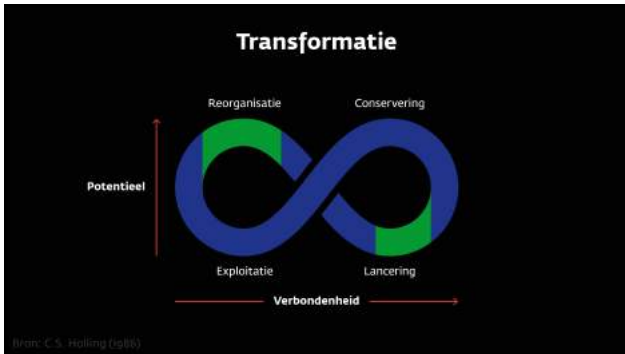 Transformatie
Reorganisatie
Conservering
Potentieel
Exploitatie
Lancering
Verbondenheid
Bron: C.S. Holling (1986)